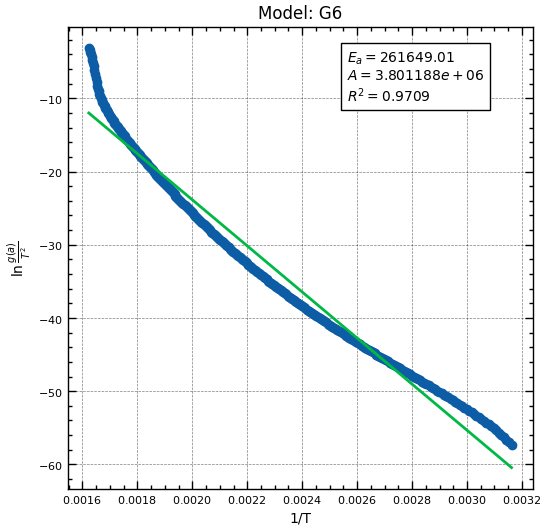 Model: G6
E_a = 261649.01
A = 3.801188e + 06
R^2 = 0.9709
−10
−20
−30
−40
−50
−60
ln g(a)/T^2
0.0016 0.0018 0.0020 0.0022 0.0024 0.0026 0.0028 0.0030 0.0032
1/T